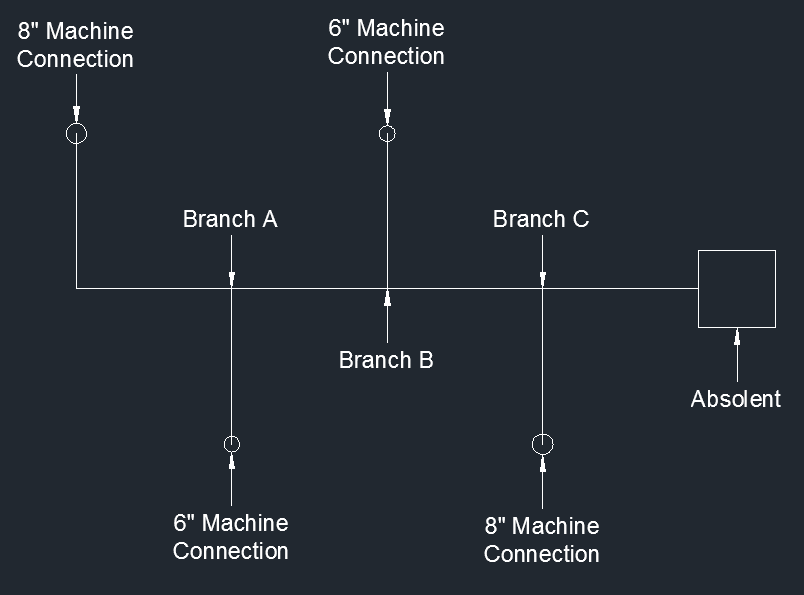 8" Machine
Connection
6" Machine
Connection
Branch A
Branch C
Branch B
Absolent
6" Machine
Connection
8" Machine
Connection